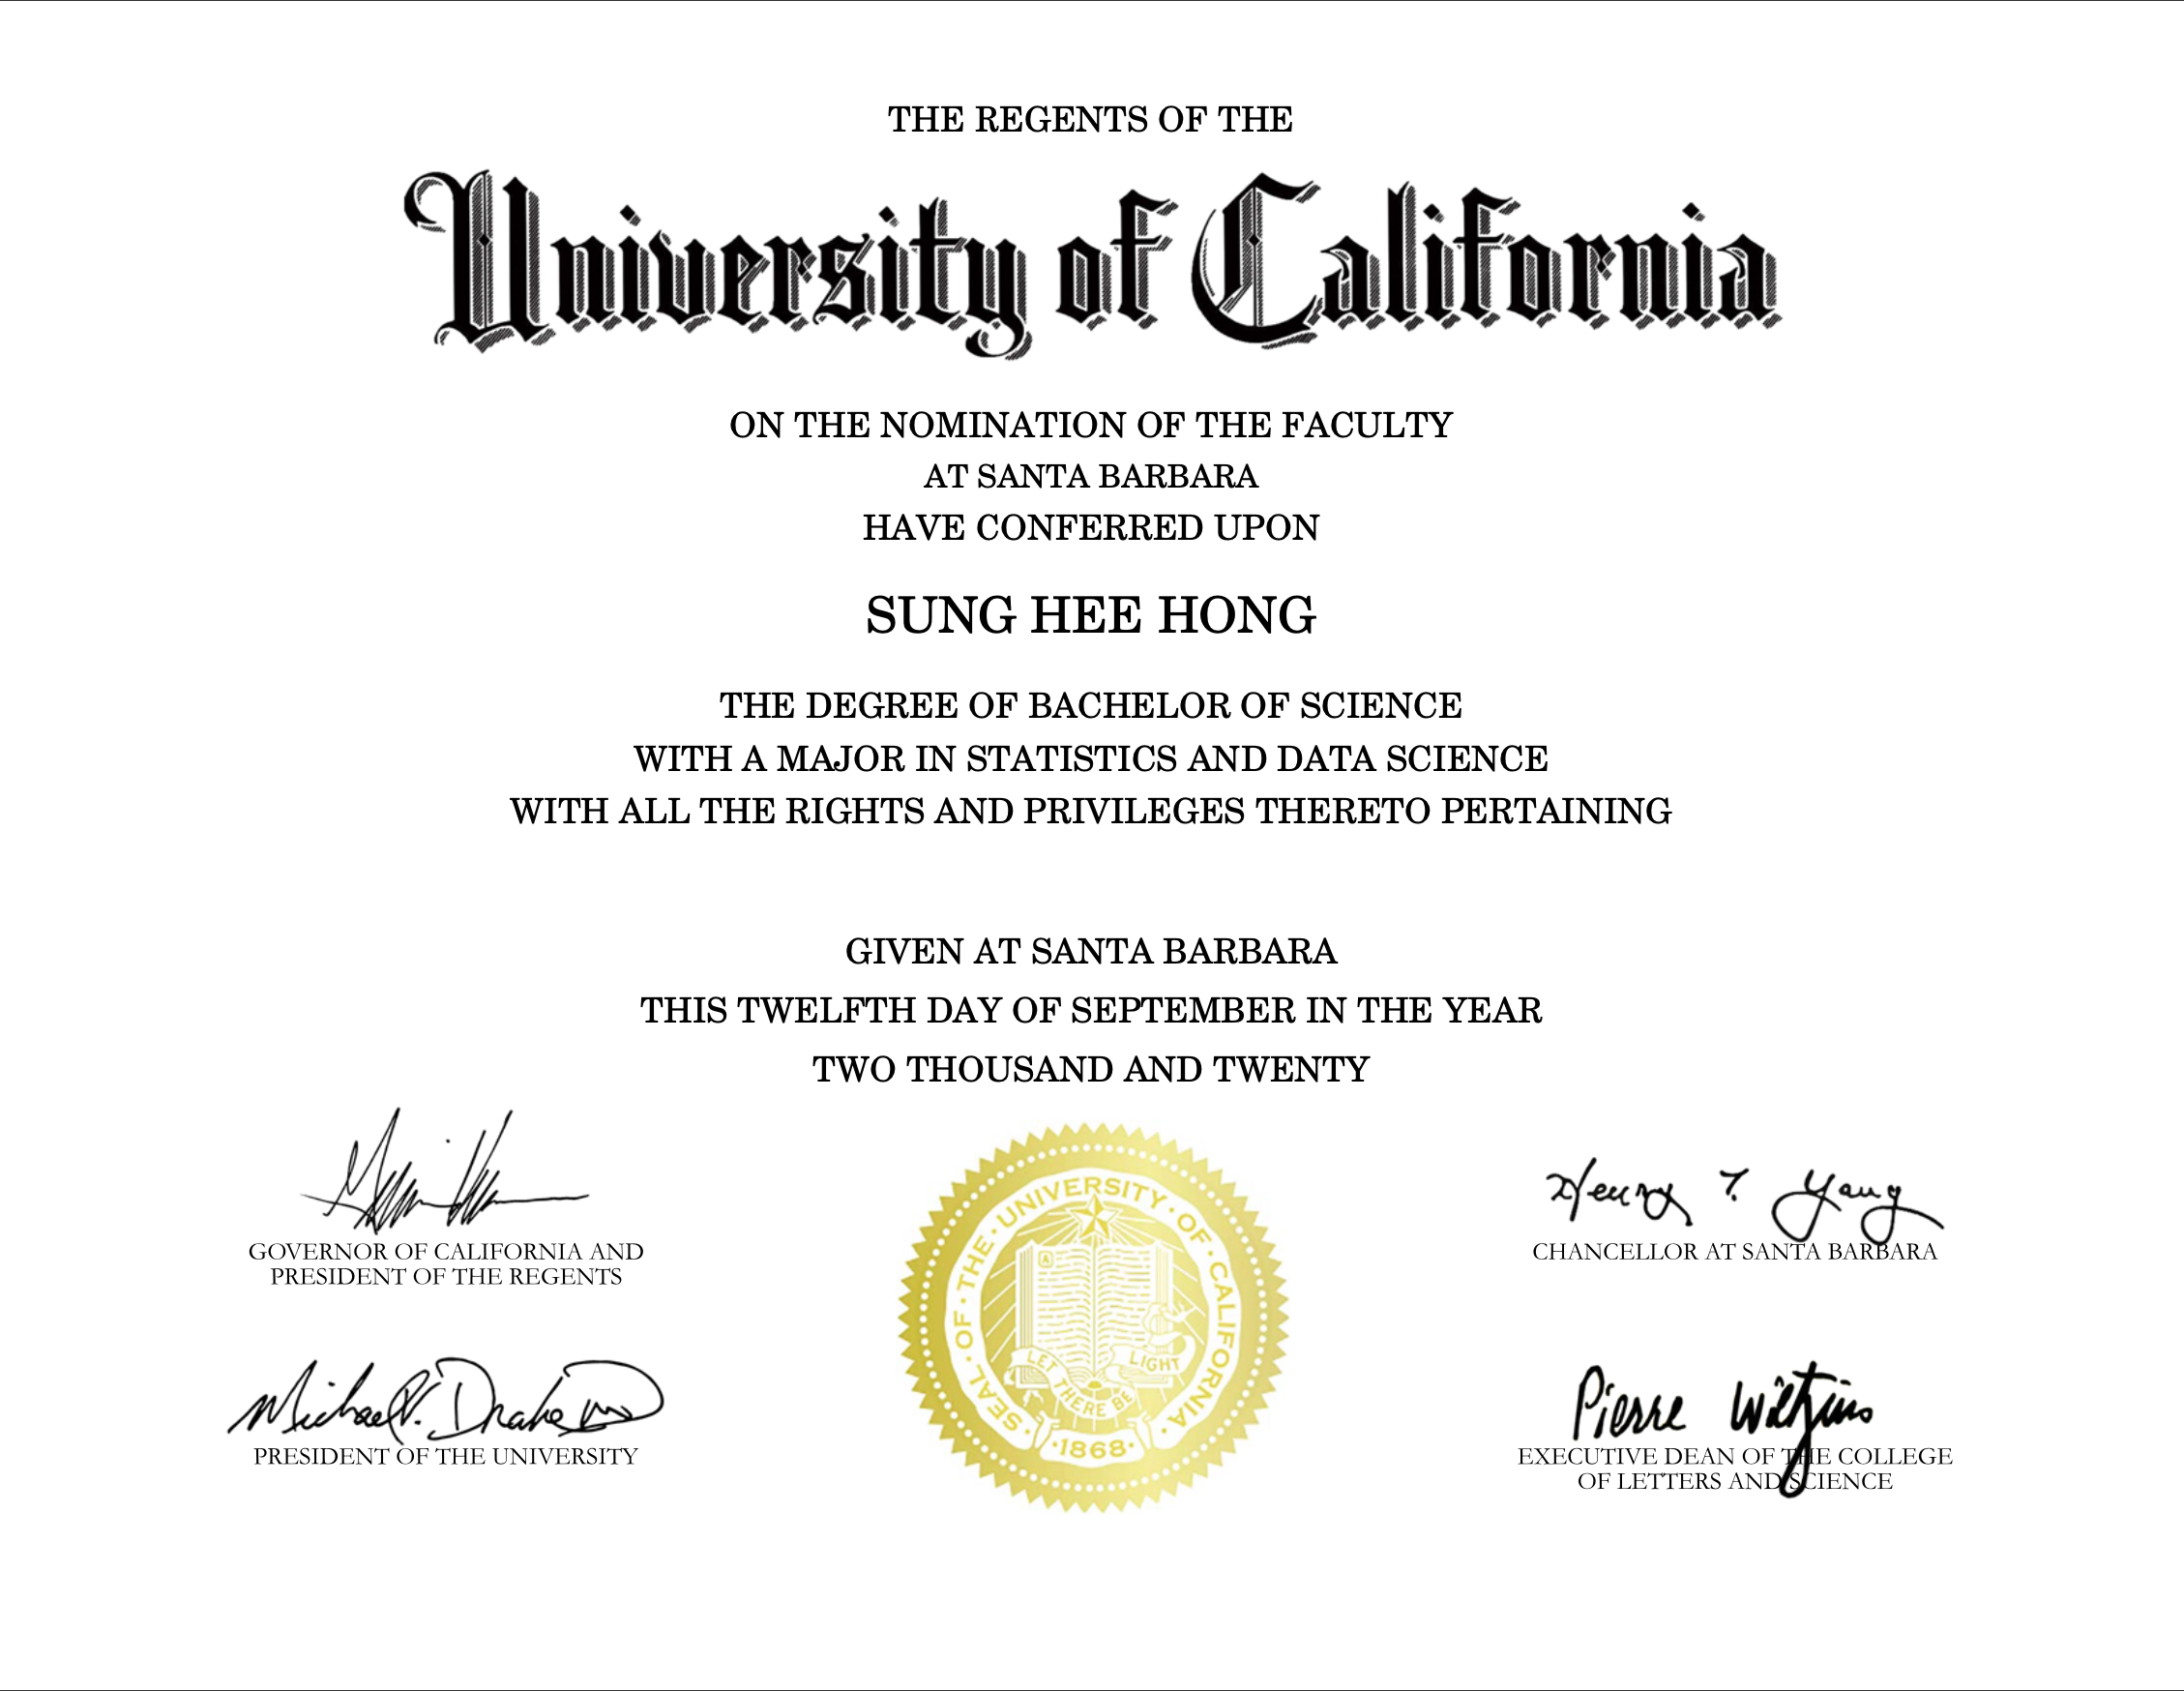 THE REGENTS OF THE
University of California
ON THE NOMINATION OF THE FACULTY
AT SANTA BARBARA
HAVE CONFERRED UPON
SUNG HEE HONG
THE DEGREE OF BACHELOR OF SCIENCE
WITH A MAJOR IN STATISTICS AND DATA SCIENCE
WITH ALL THE RIGHTS AND PRIVILEGES THERETO PERTAINING
GIVEN AT SANTA BARBARA
THIS TWELFTH DAY OF SEPTEMBER IN THE YEAR
TWO THOUSAND AND TWENTY
GOVERNOR OF CALIFORNIA AND
PRESIDENT OF THE REGENTS
Michael V. Drake MD
PRESIDENT OF THE UNIVERSITY
SEAL · OF · THE · UNIVERSITY · OF · CALIFORNIA
A
LET
THERE BE
LIGHT
·1868·
Henry T. Yang
CHANCELLOR AT SANTA BARBARA
Pierre Wiltzius
EXECUTIVE DEAN OF THE COLLEGE
OF LETTERS AND SCIENCE